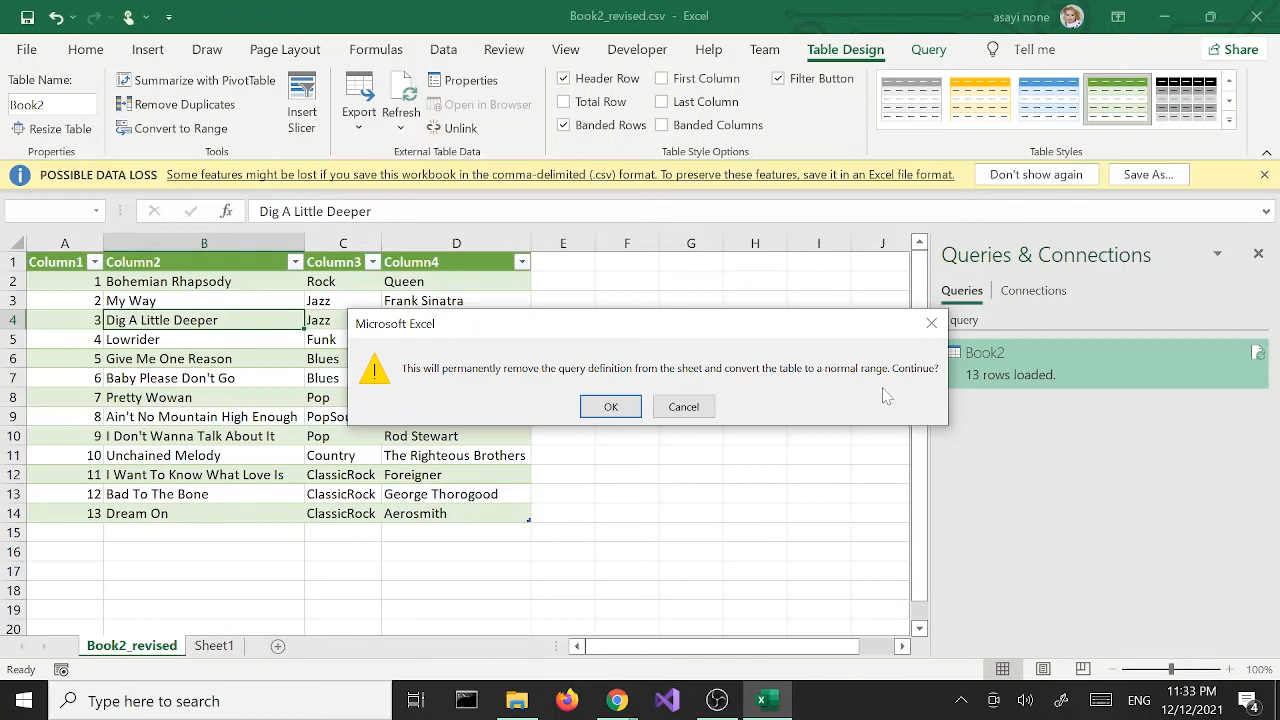 Book2_revised.csv - Excel
asayi none
File Home Insert Draw Page Layout Formulas Data Review View Developer Help Team Table Design Query Tell me Share
Table Name:
Book2
Resize Table
Properties
Summarize with PivotTable
Remove Duplicates
Convert to Range
Tools
Insert
Slicer
Export
Refresh
Properties
Open in Browser
Unlink
External Table Data
Header Row First Column Filter Button
Total Row Last Column
Banded Rows Banded Columns
Table Style Options
Table Styles
POSSIBLE DATA LOSS Some features might be lost if you save this workbook in the comma-delimited (.csv) format. To preserve these features, save it in an Excel file format. Don't show again Save As...
fx Dig A Little Deeper
A B C D E F G H I J
1 Column1 Column2 Column3 Column4
2 1 Bohemian Rhapsody Rock Queen
3 2 My Way Jazz Frank Sinatra
4 3 Dig A Little Deeper Jazz
5 4 Lowrider Funk
6 5 Give Me One Reason Blues
7 6 Baby Please Don't Go Blues
8 7 Pretty Wowan Pop
9 8 Ain't No Mountain High Enough PopSo
10 9 I Don't Wanna Talk About It Pop Rod Stewart
11 10 Unchained Melody Country The Righteous Brothers
12 11 I Want To Know What Love Is ClassicRock Foreigner
13 12 Bad To The Bone ClassicRock George Thorogood
14 13 Dream On ClassicRock Aerosmith
15
16
17
18
19
20
Microsoft Excel
This will permanently remove the query definition from the sheet and convert the table to a normal range. Continue?
OK Cancel
Queries & Connections
Queries Connections
query
Book2
13 rows loaded.
Book2_revised Sheet1
Ready
100%
Type here to search
ENG
11:33 PM
12/12/2021
4